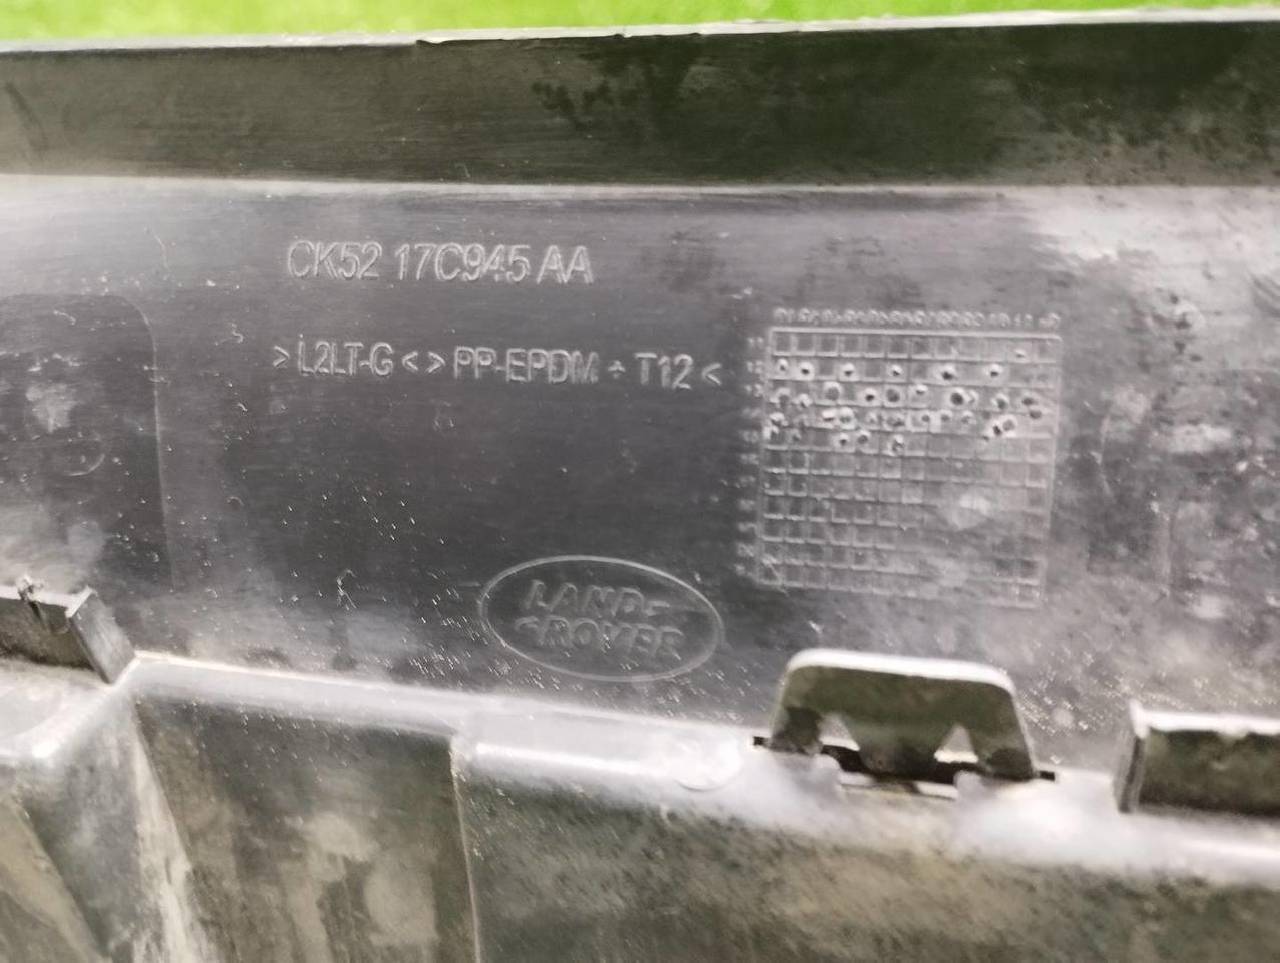 CK52 17C945 AA
>L2LT-G<>PP-EPDM + T12<
LAND-
ROVER